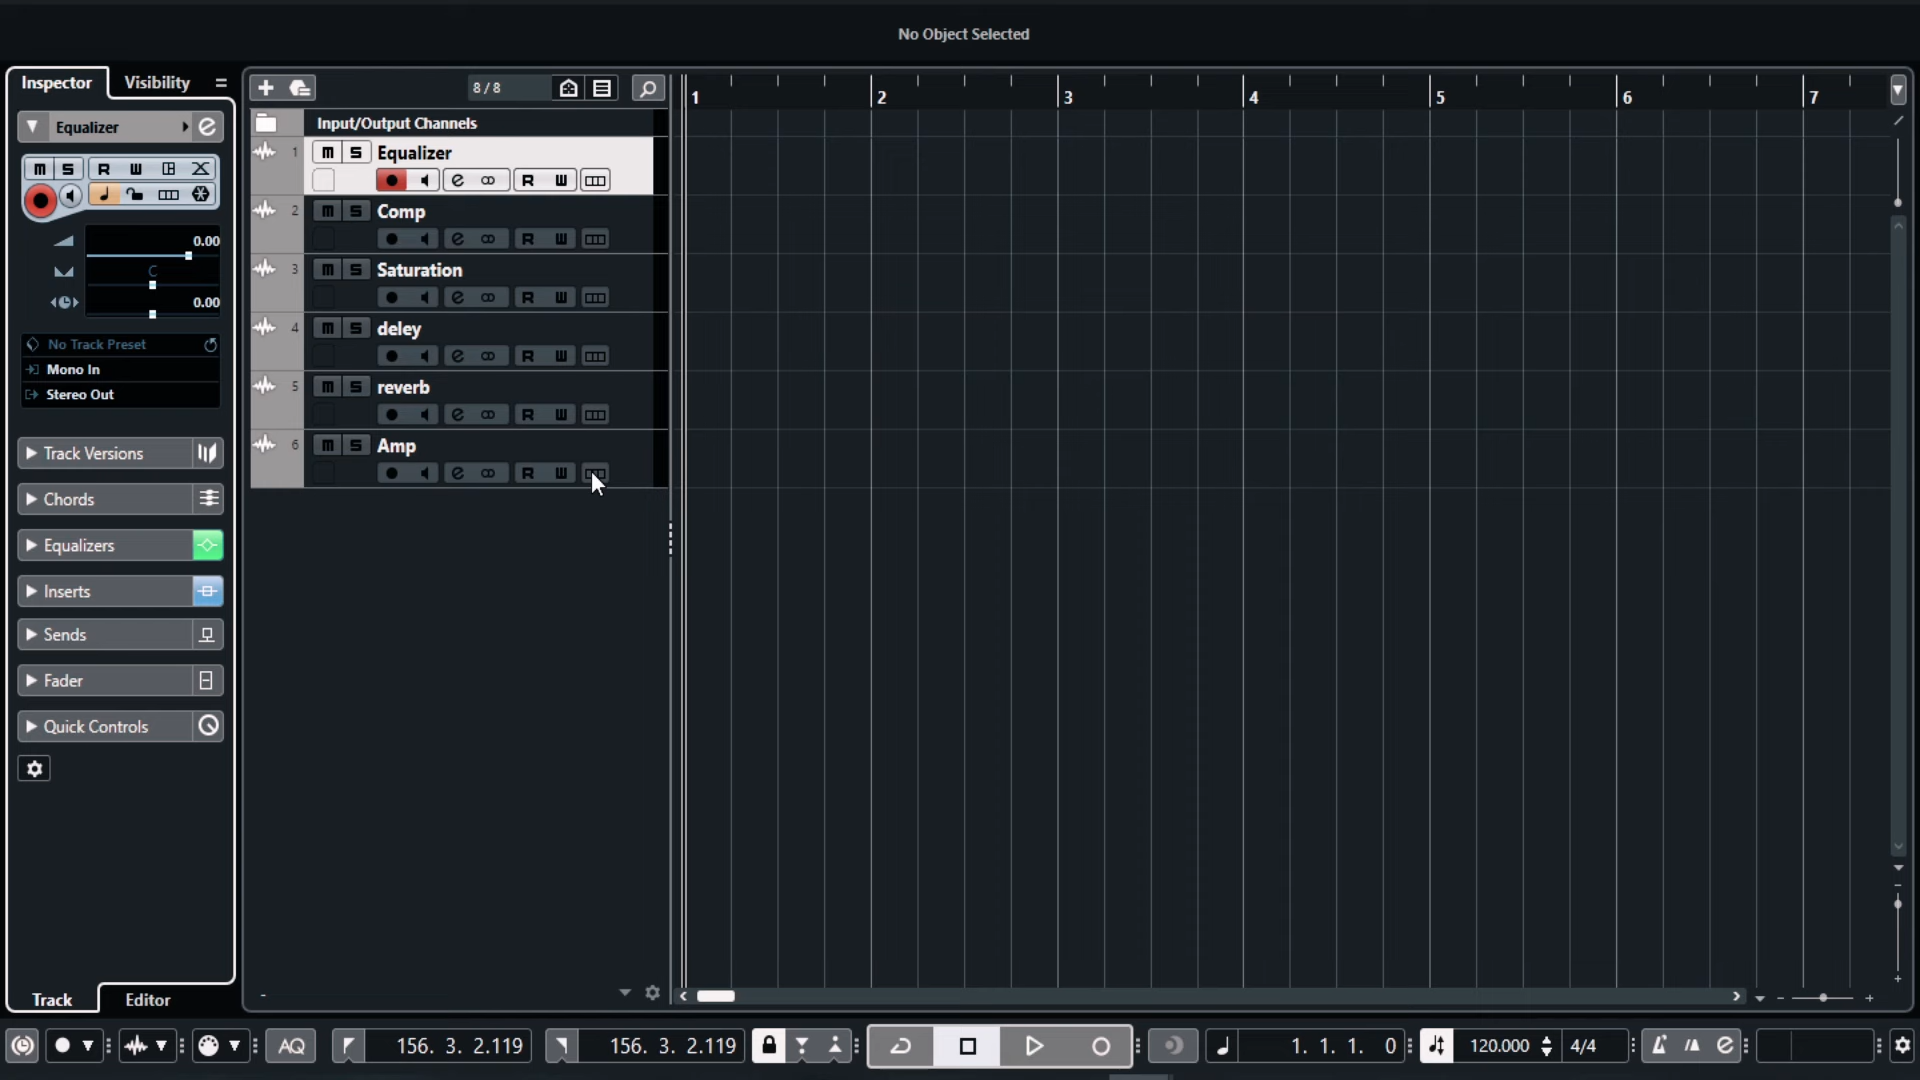 No Object Selected
Inspector Visibility
8 / 8
1 2 3 4 5 6 7
Equalizer
Input/Output Channels
M S R W
1 M S Equalizer
R W
0.00
C
0.00
2 M S Comp
R W
3 M S Saturation
R W
4 M S deley
R W
No Track Preset
Mono In
Stereo Out
5 M S reverb
R W
6 M S Amp
R W
Track Versions
Chords
Equalizers
Inserts
Sends
Fader
Quick Controls
Track Editor
-
AQ 156. 3. 2.119 156. 3. 2.119 1. 1. 1. 0 120.000 4/4